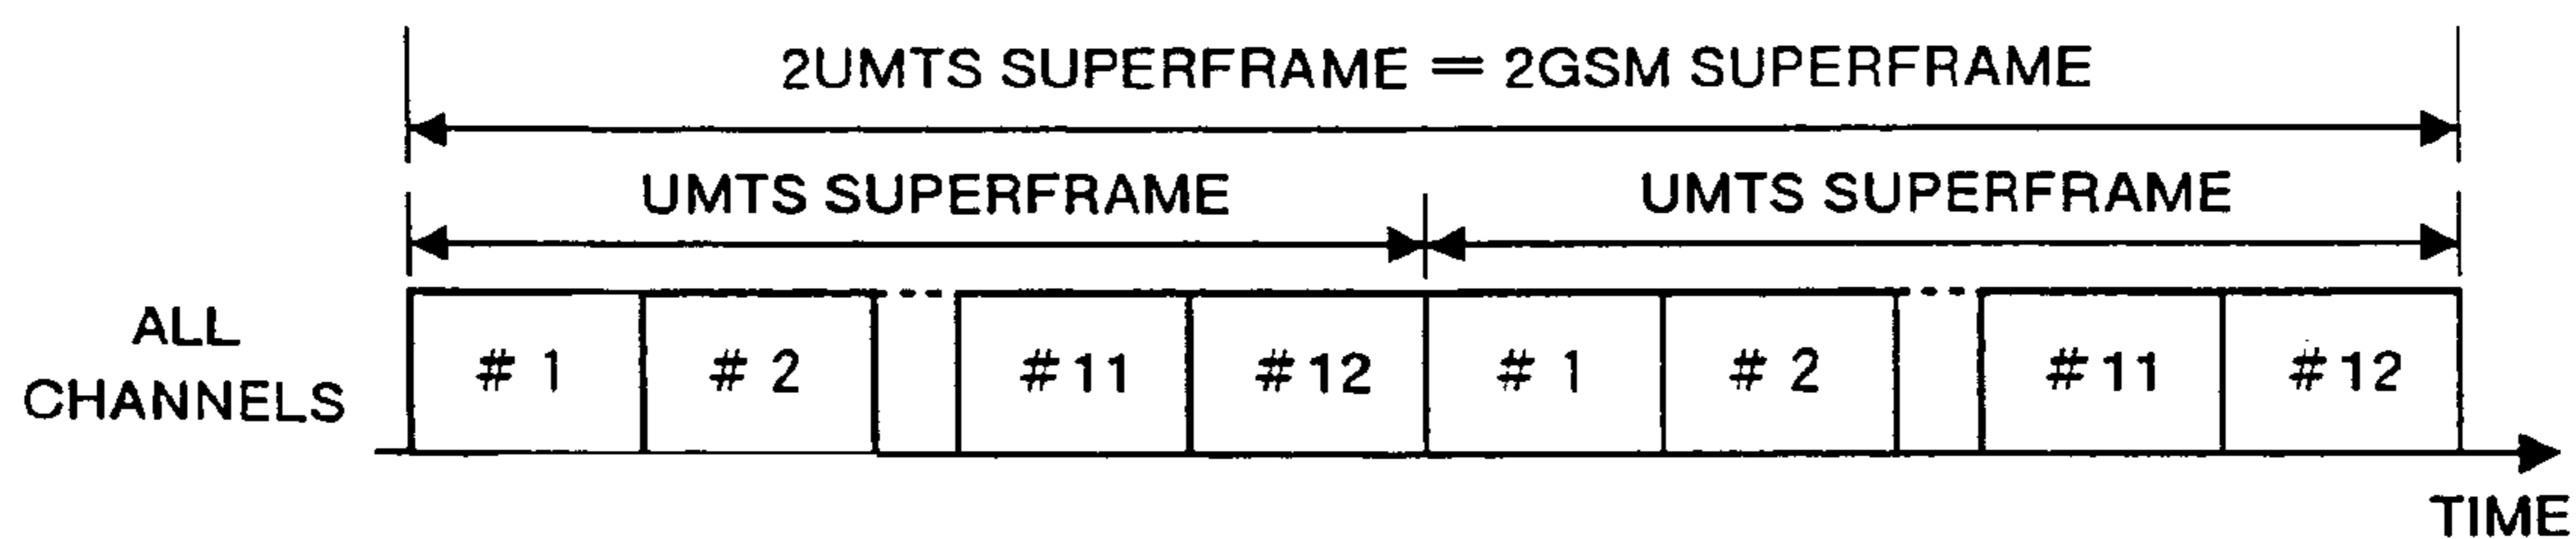 2UMTS SUPERFRAME = 2GSM SUPERFRAME
UMTS SUPERFRAME UMTS SUPERFRAME
ALL
CHANNELS
# 1 # 2 #11 #12 # 1 # 2 #11 #12
TIME